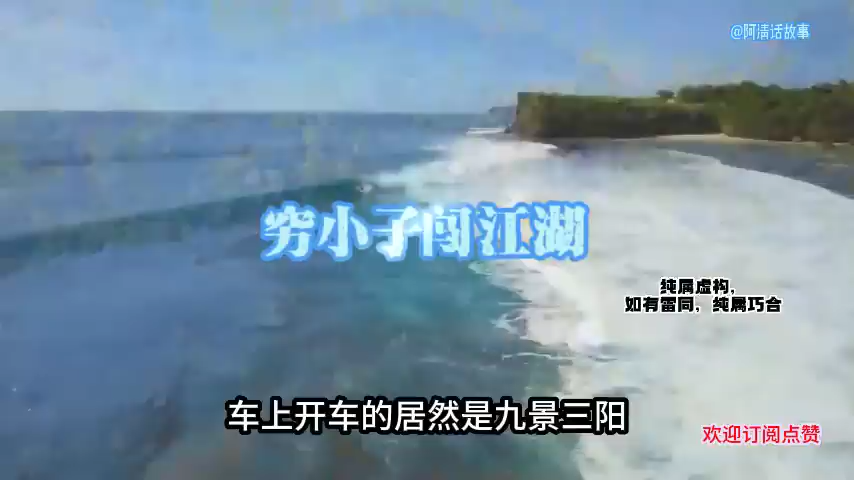 @阿清话故事
穷小子闯江湖
纯属虚构，
如有雷同，纯属巧合
车上开车的居然是九景三阳
欢迎订阅点赞